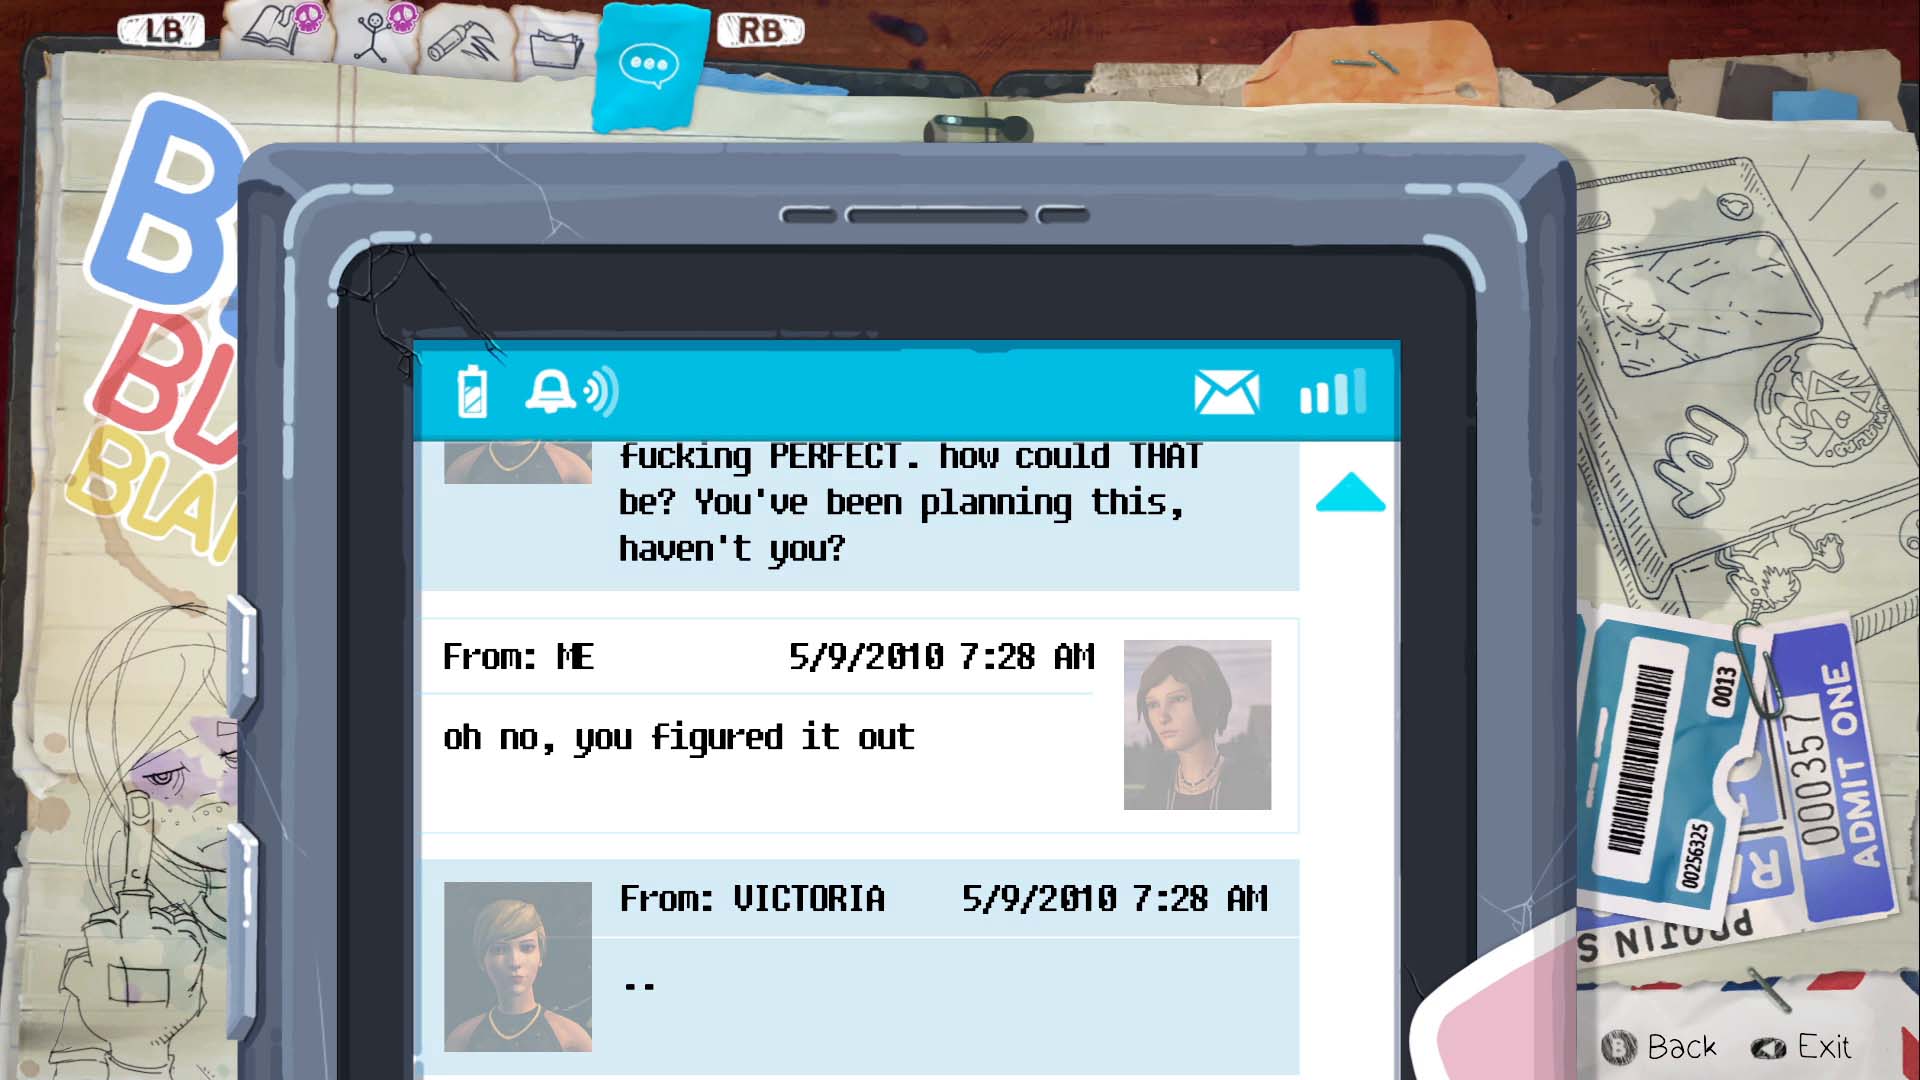 LB
RB
fucking PERFECT. how could THAT
be? You've been planning this,
haven't you?
From: ME 5/9/2010 7:28 AM
oh no, you figured it out
From: VICTORIA 5/9/2010 7:28 AM
..
0013
00256325
000357
ADMIT ONE
B Back
Exit